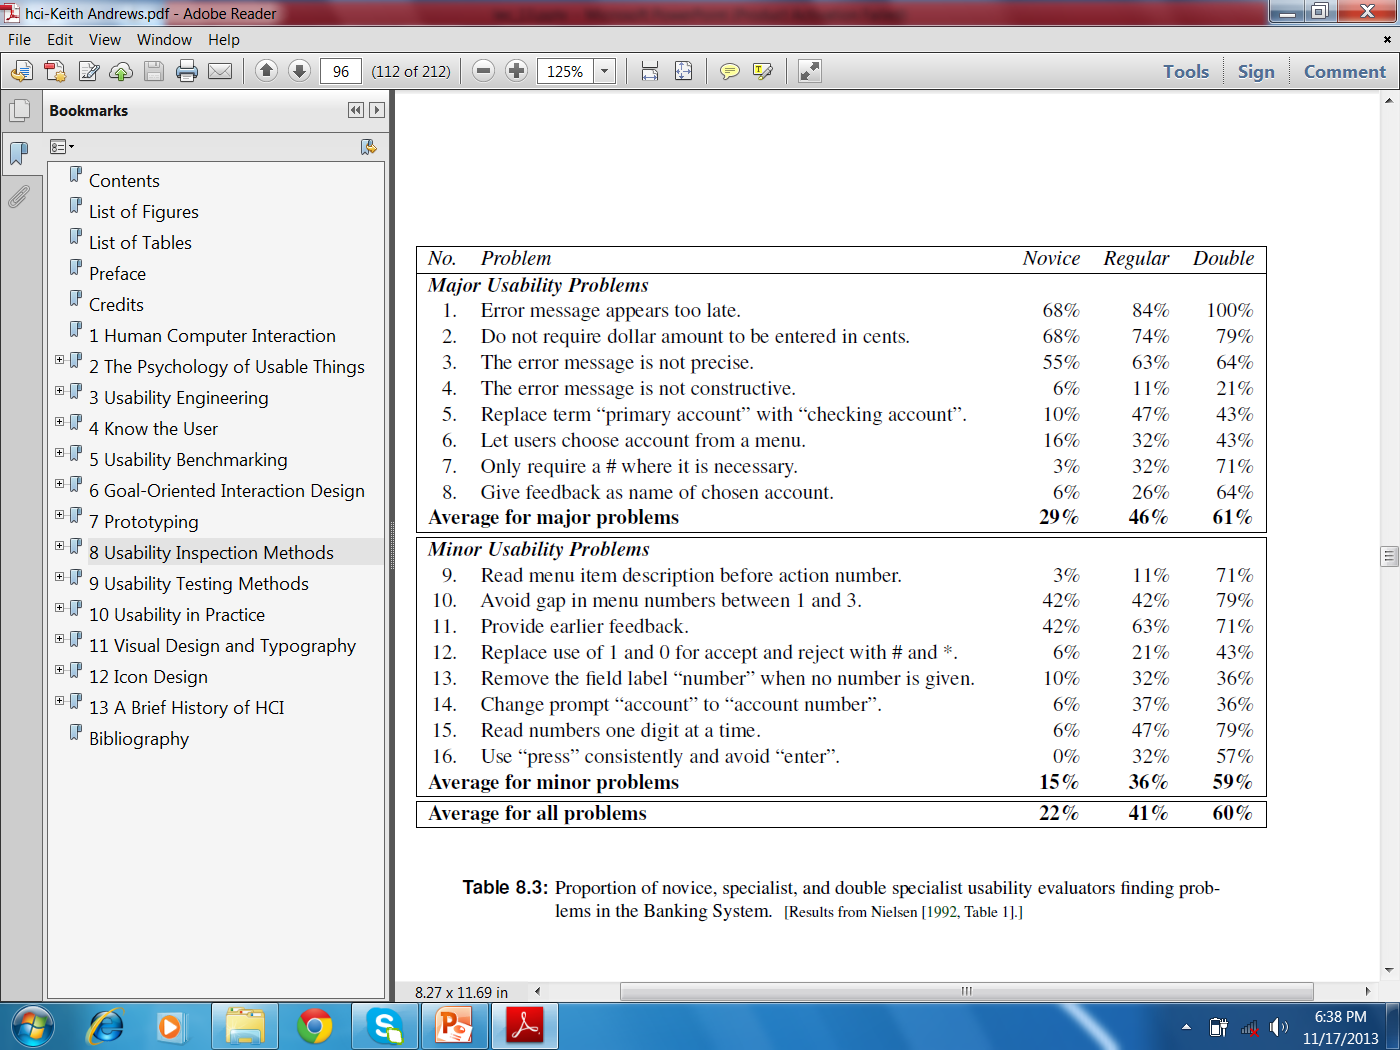 hci-Keith Andrews.pdf - Adobe Reader
File Edit View Window Help
96 (112 of 212) 125% Tools Sign Comment
Bookmarks
Contents
List of Figures
List of Tables
Preface
Credits
1 Human Computer Interaction
2 The Psychology of Usable Things
3 Usability Engineering
4 Know the User
5 Usability Benchmarking
6 Goal-Oriented Interaction Design
7 Prototyping
8 Usability Inspection Methods
9 Usability Testing Methods
10 Usability in Practice
11 Visual Design and Typography
12 Icon Design
13 A Brief History of HCI
Bibliography
No. Problem Novice Regular Double
Major Usability Problems
1. Error message appears too late. 68% 84% 100%
2. Do not require dollar amount to be entered in cents. 68% 74% 79%
3. The error message is not precise. 55% 63% 64%
4. The error message is not constructive. 6% 11% 21%
5. Replace term “primary account” with “checking account”. 10% 47% 43%
6. Let users choose account from a menu. 16% 32% 43%
7. Only require a # where it is necessary. 3% 32% 71%
8. Give feedback as name of chosen account. 6% 26% 64%
Average for major problems 29% 46% 61%
Minor Usability Problems
9. Read menu item description before action number. 3% 11% 71%
10. Avoid gap in menu numbers between 1 and 3. 42% 42% 79%
11. Provide earlier feedback. 42% 63% 71%
12. Replace use of 1 and 0 for accept and reject with # and *. 6% 21% 43%
13. Remove the field label “number” when no number is given. 10% 32% 36%
14. Change prompt “account” to “account number”. 6% 37% 36%
15. Read numbers one digit at a time. 6% 47% 79%
16. Use “press” consistently and avoid “enter”. 0% 32% 57%
Average for minor problems 15% 36% 59%
Average for all problems 22% 41% 60%
Table 8.3: Proportion of novice, specialist, and double specialist usability evaluators finding prob-
lems in the Banking System. [Results from Nielsen [1992, Table 1].]
8.27 x 11.69 in
6:38 PM
11/17/2013